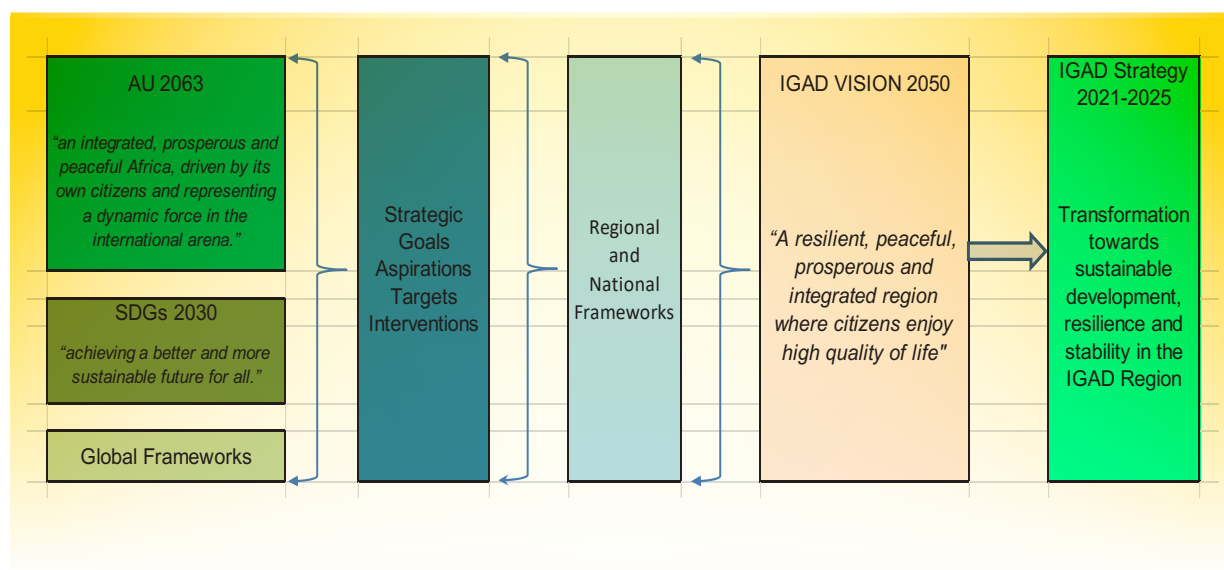 AU 2063
“an integrated, prosperous and
peaceful Africa, driven by its
own citizens and representing
a dynamic force in the
international arena.”
SDGs 2030
“achieving a better and more
sustainable future for all.”
Global Frameworks
Strategic
Goals
Aspirations
Targets
Interventions
Regional
and
National
Frameworks
IGAD VISION 2050
“A resilient, peaceful,
prosperous and
integrated region
where citizens enjoy
high quality of life"
IGAD Strategy
2021-2025
Transformation
towards
sustainable
development,
resilience and
stability in the
IGAD Region